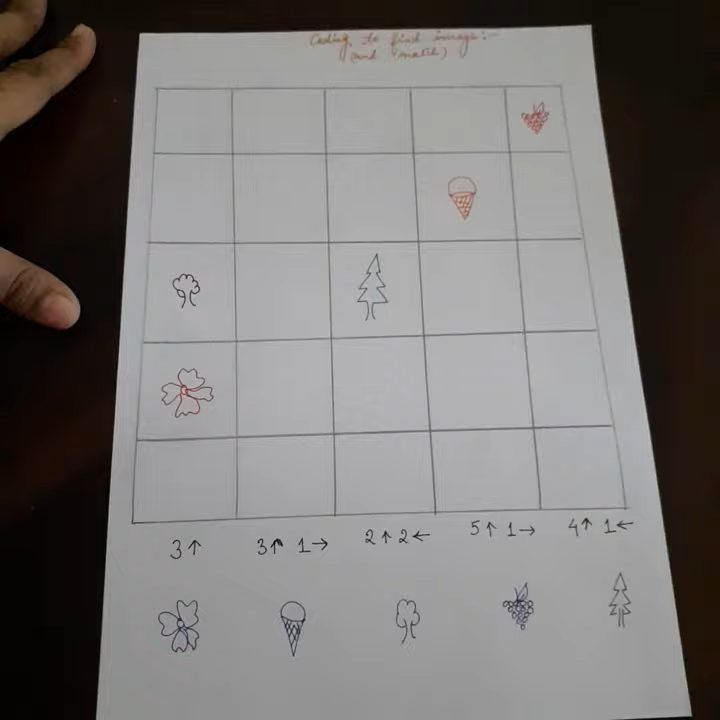 Coding to find image:-
(and match)
3↑ 3↑ 1→ 2↑ 2← 5↑ 1→ 4↑ 1←